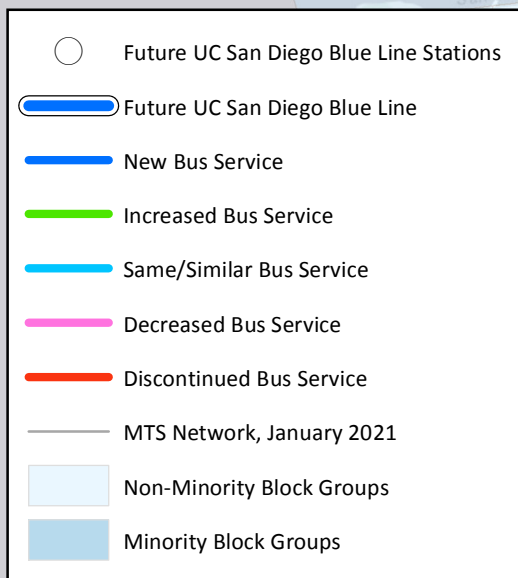 Future UC San Diego Blue Line Stations
Future UC San Diego Blue Line
New Bus Service
Increased Bus Service
Same/Similar Bus Service
Decreased Bus Service
Discontinued Bus Service
MTS Network, January 2021
Non-Minority Block Groups
Minority Block Groups